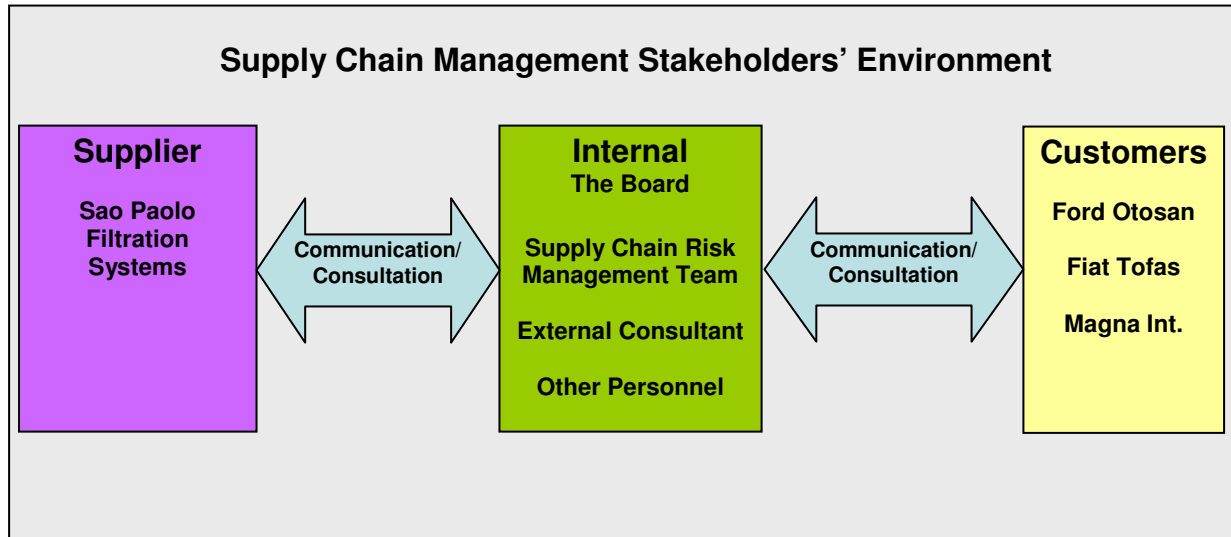 Supply Chain Management Stakeholders’ Environment
Supplier
Sao Paolo
Filtration
Systems
Communication/
Consultation
Internal
The Board
Supply Chain Risk
Management Team
External Consultant
Other Personnel
Communication/
Consultation
Customers
Ford Otosan
Fiat Tofas
Magna Int.